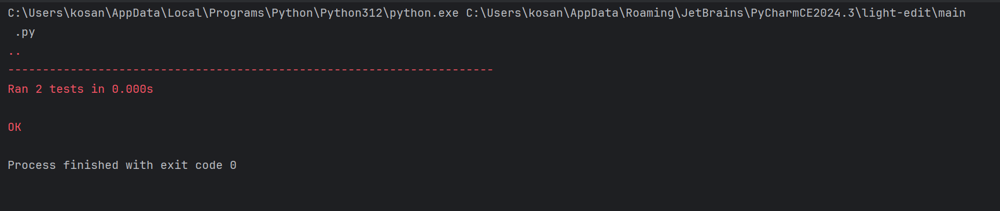 C:\Users\kosan\AppData\Local\Programs\Python\Python312\python.exe C:\Users\kosan\AppData\Roaming\JetBrains\PyCharmCE2024.3\light-edit\main
.py
..
----------------------------------------------------------------------
Ran 2 tests in 0.000s
OK
Process finished with exit code 0